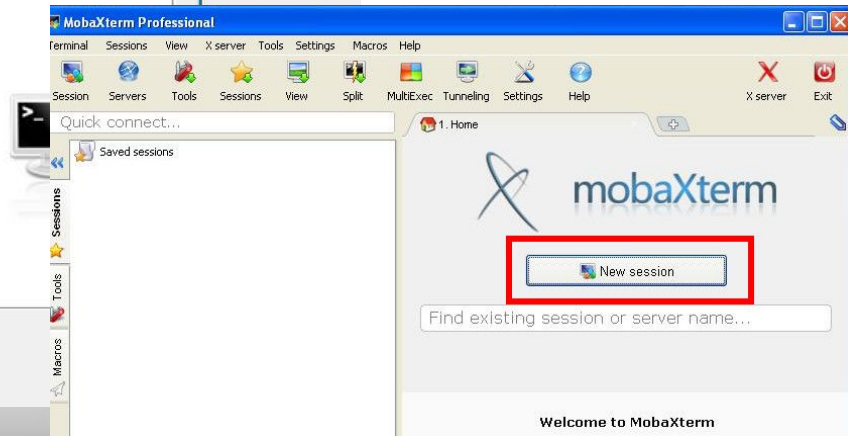 MobaXterm Professional
Terminal Sessions View X server Tools Settings Macros Help
Session Servers Tools Sessions View Split MultiExec Tunneling Settings Help X server Exit
Quick connect...
1. Home
Saved sessions
Sessions
Tools
Macros
mobaXterm
New session
Find existing session or server name...
Welcome to MobaXterm